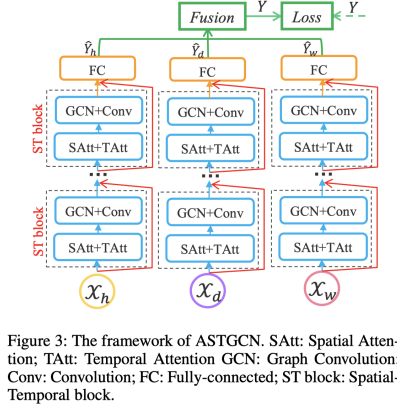 Fusion Y Loss Y
Ŷh Ŷd Ŷw
FC FC FC
ST block GCN+Conv GCN+Conv GCN+Conv
SAtt+TAtt SAtt+TAtt SAtt+TAtt
... ... ...
ST block GCN+Conv GCN+Conv GCN+Conv
SAtt+TAtt SAtt+TAtt SAtt+TAtt
𝒳h 𝒳d 𝒳w
Figure 3: The framework of ASTGCN. SAtt: Spatial Atten-
tion; TAtt: Temporal Attention GCN: Graph Convolution:
Conv: Convolution; FC: Fully-connected; ST block: Spatial-
Temporal block.